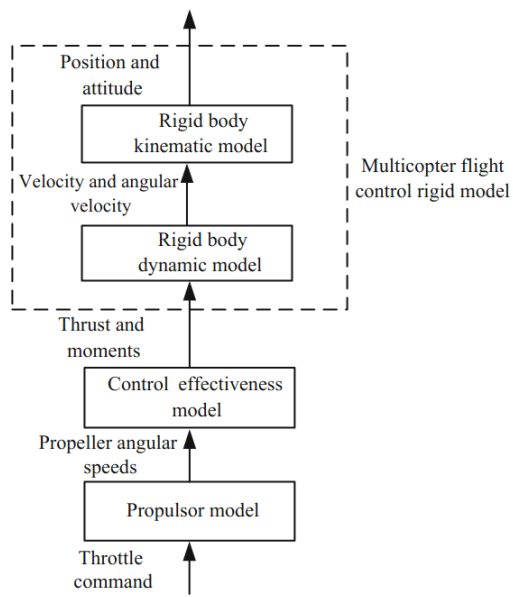 Position and
attitude
Rigid body
kinematic model
Multicopter flight
control rigid model
Velocity and angular
velocity
Rigid body
dynamic model
Thrust and
moments
Control effectiveness
model
Propeller angular
speeds
Propulsor model
Throttle
command